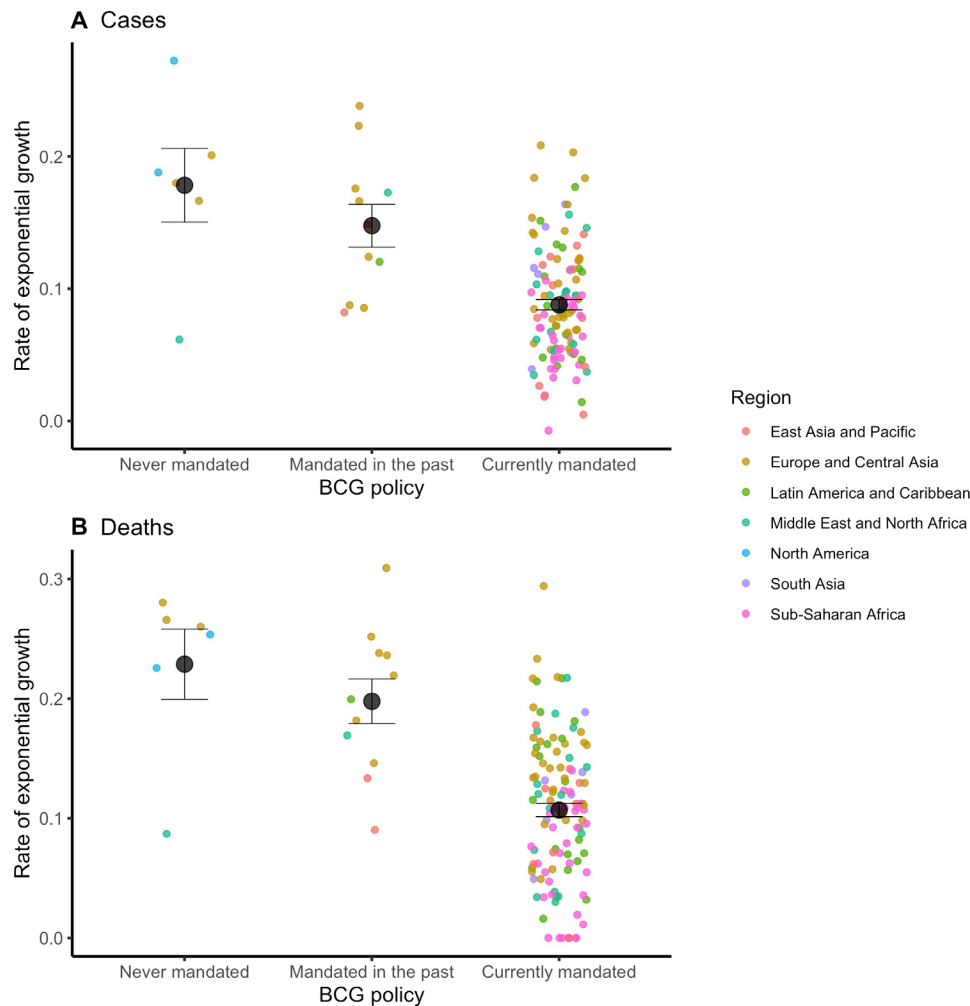 A Cases
Rate of exponential growth
0.2
0.1
0.0
Never mandated
Mandated in the past
Currently mandated
BCG policy
B Deaths
Rate of exponential growth
0.3
0.2
0.1
0.0
Never mandated
Mandated in the past
Currently mandated
BCG policy
Region
East Asia and Pacific
Europe and Central Asia
Latin America and Caribbean
Middle East and North Africa
North America
South Asia
Sub-Saharan Africa